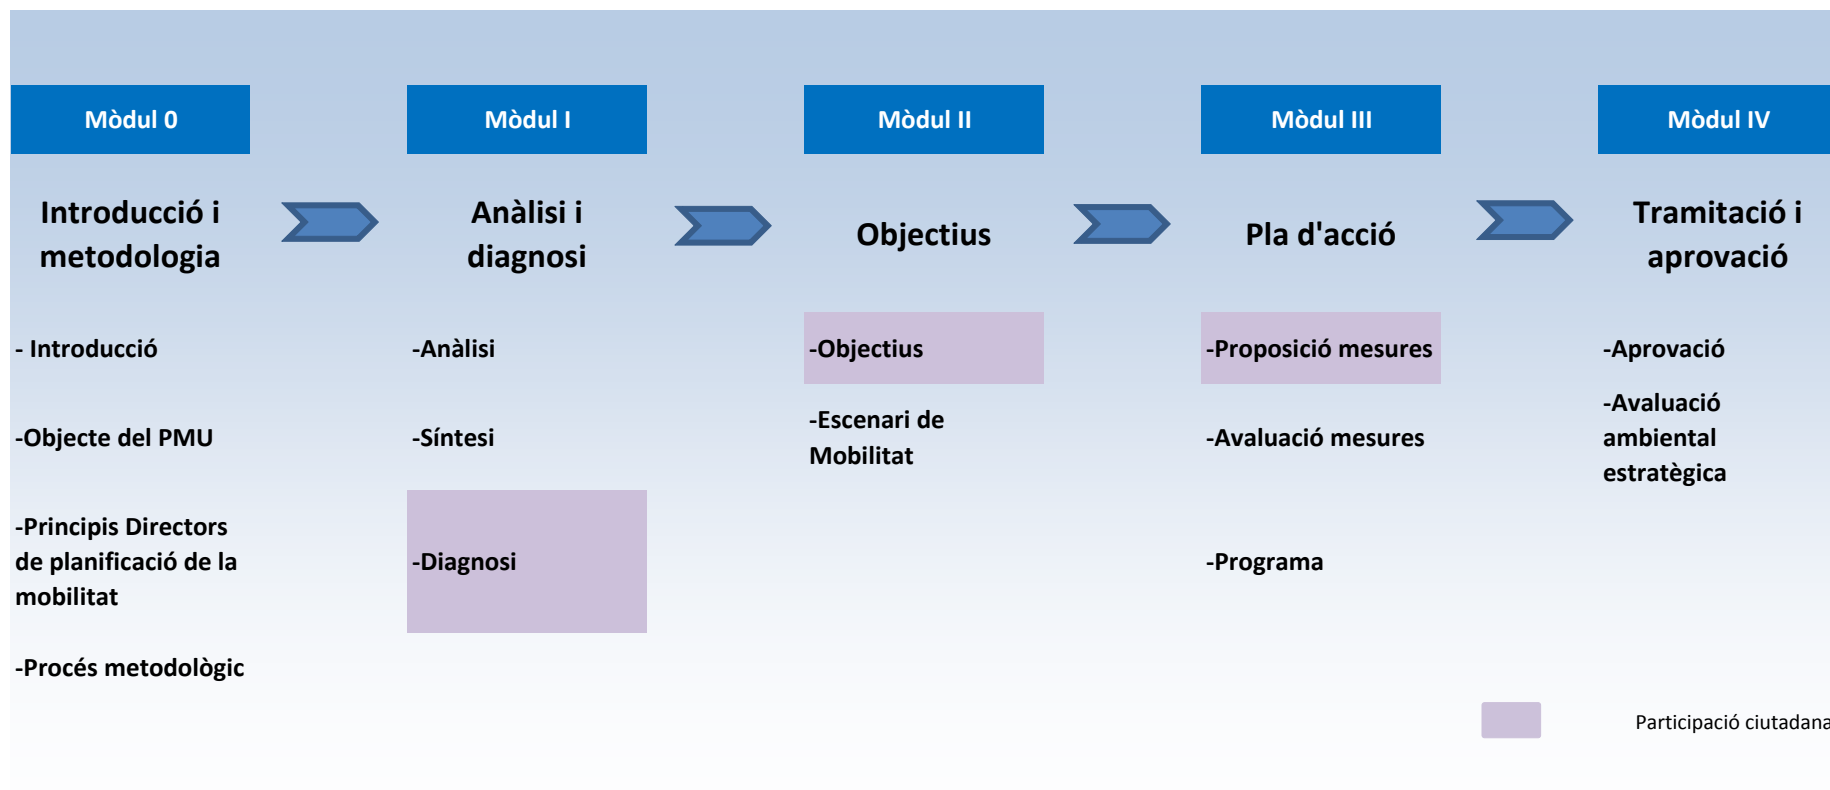 Mòdul 0
Mòdul I
Mòdul II
Mòdul III
Mòdul IV
Introducció i
metodologia
Anàlisi i
diagnosi
Objectius
Pla d'acció
Tramitació i
aprovació
- Introducció
-Objecte del PMU
-Principis Directors
de planificació de la
mobilitat
-Procés metodològic
-Anàlisi
-Síntesi
-Diagnosi
-Objectius
-Escenari de
Mobilitat
-Proposició mesures
-Avaluació mesures
-Programa
-Aprovació
-Avaluació
ambiental
estratègica
Participació ciutadana